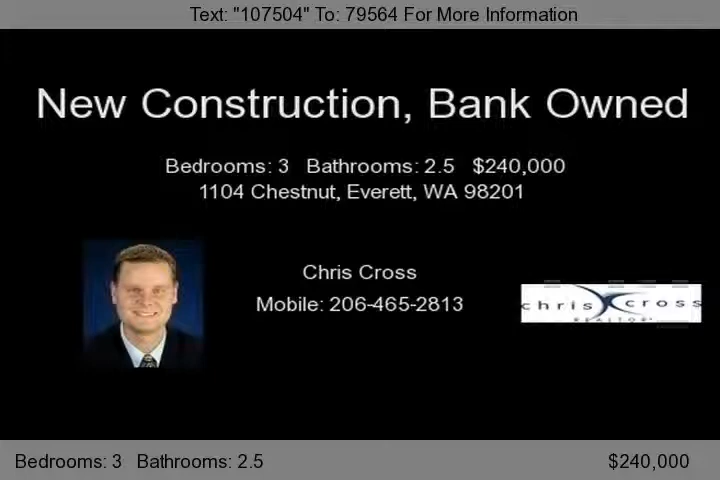 Text: "107504" To: 79564 For More Information
New Construction, Bank Owned
Bedrooms: 3 Bathrooms: 2.5 $240,000
1104 Chestnut, Everett, WA 98201
Chris Cross
Mobile: 206-465-2813
chris cross
REALTOR
Bedrooms: 3 Bathrooms: 2.5 $240,000